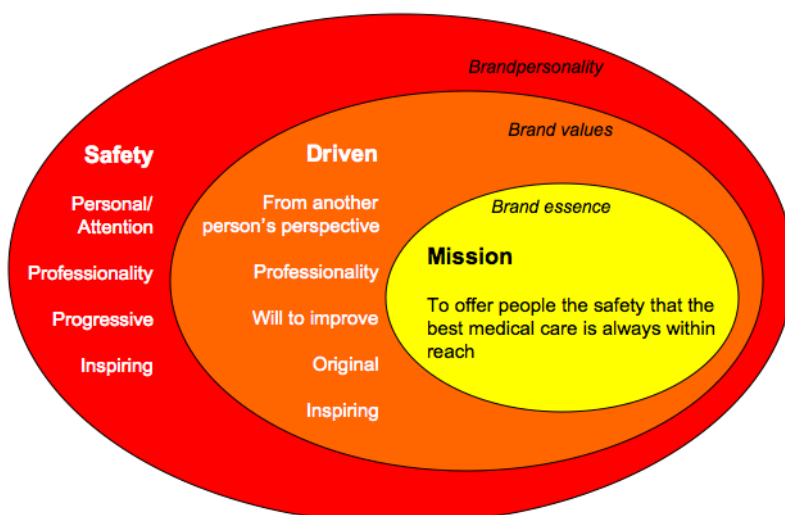 Brandpersonality
Brand values
Brand essence
Safety
Personal/
Attention
Professionality
Progressive
Inspiring
Driven
From another
person's perspective
Professionality
Will to improve
Original
Inspiring
Mission
To offer people the safety that the
best medical care is always within
reach